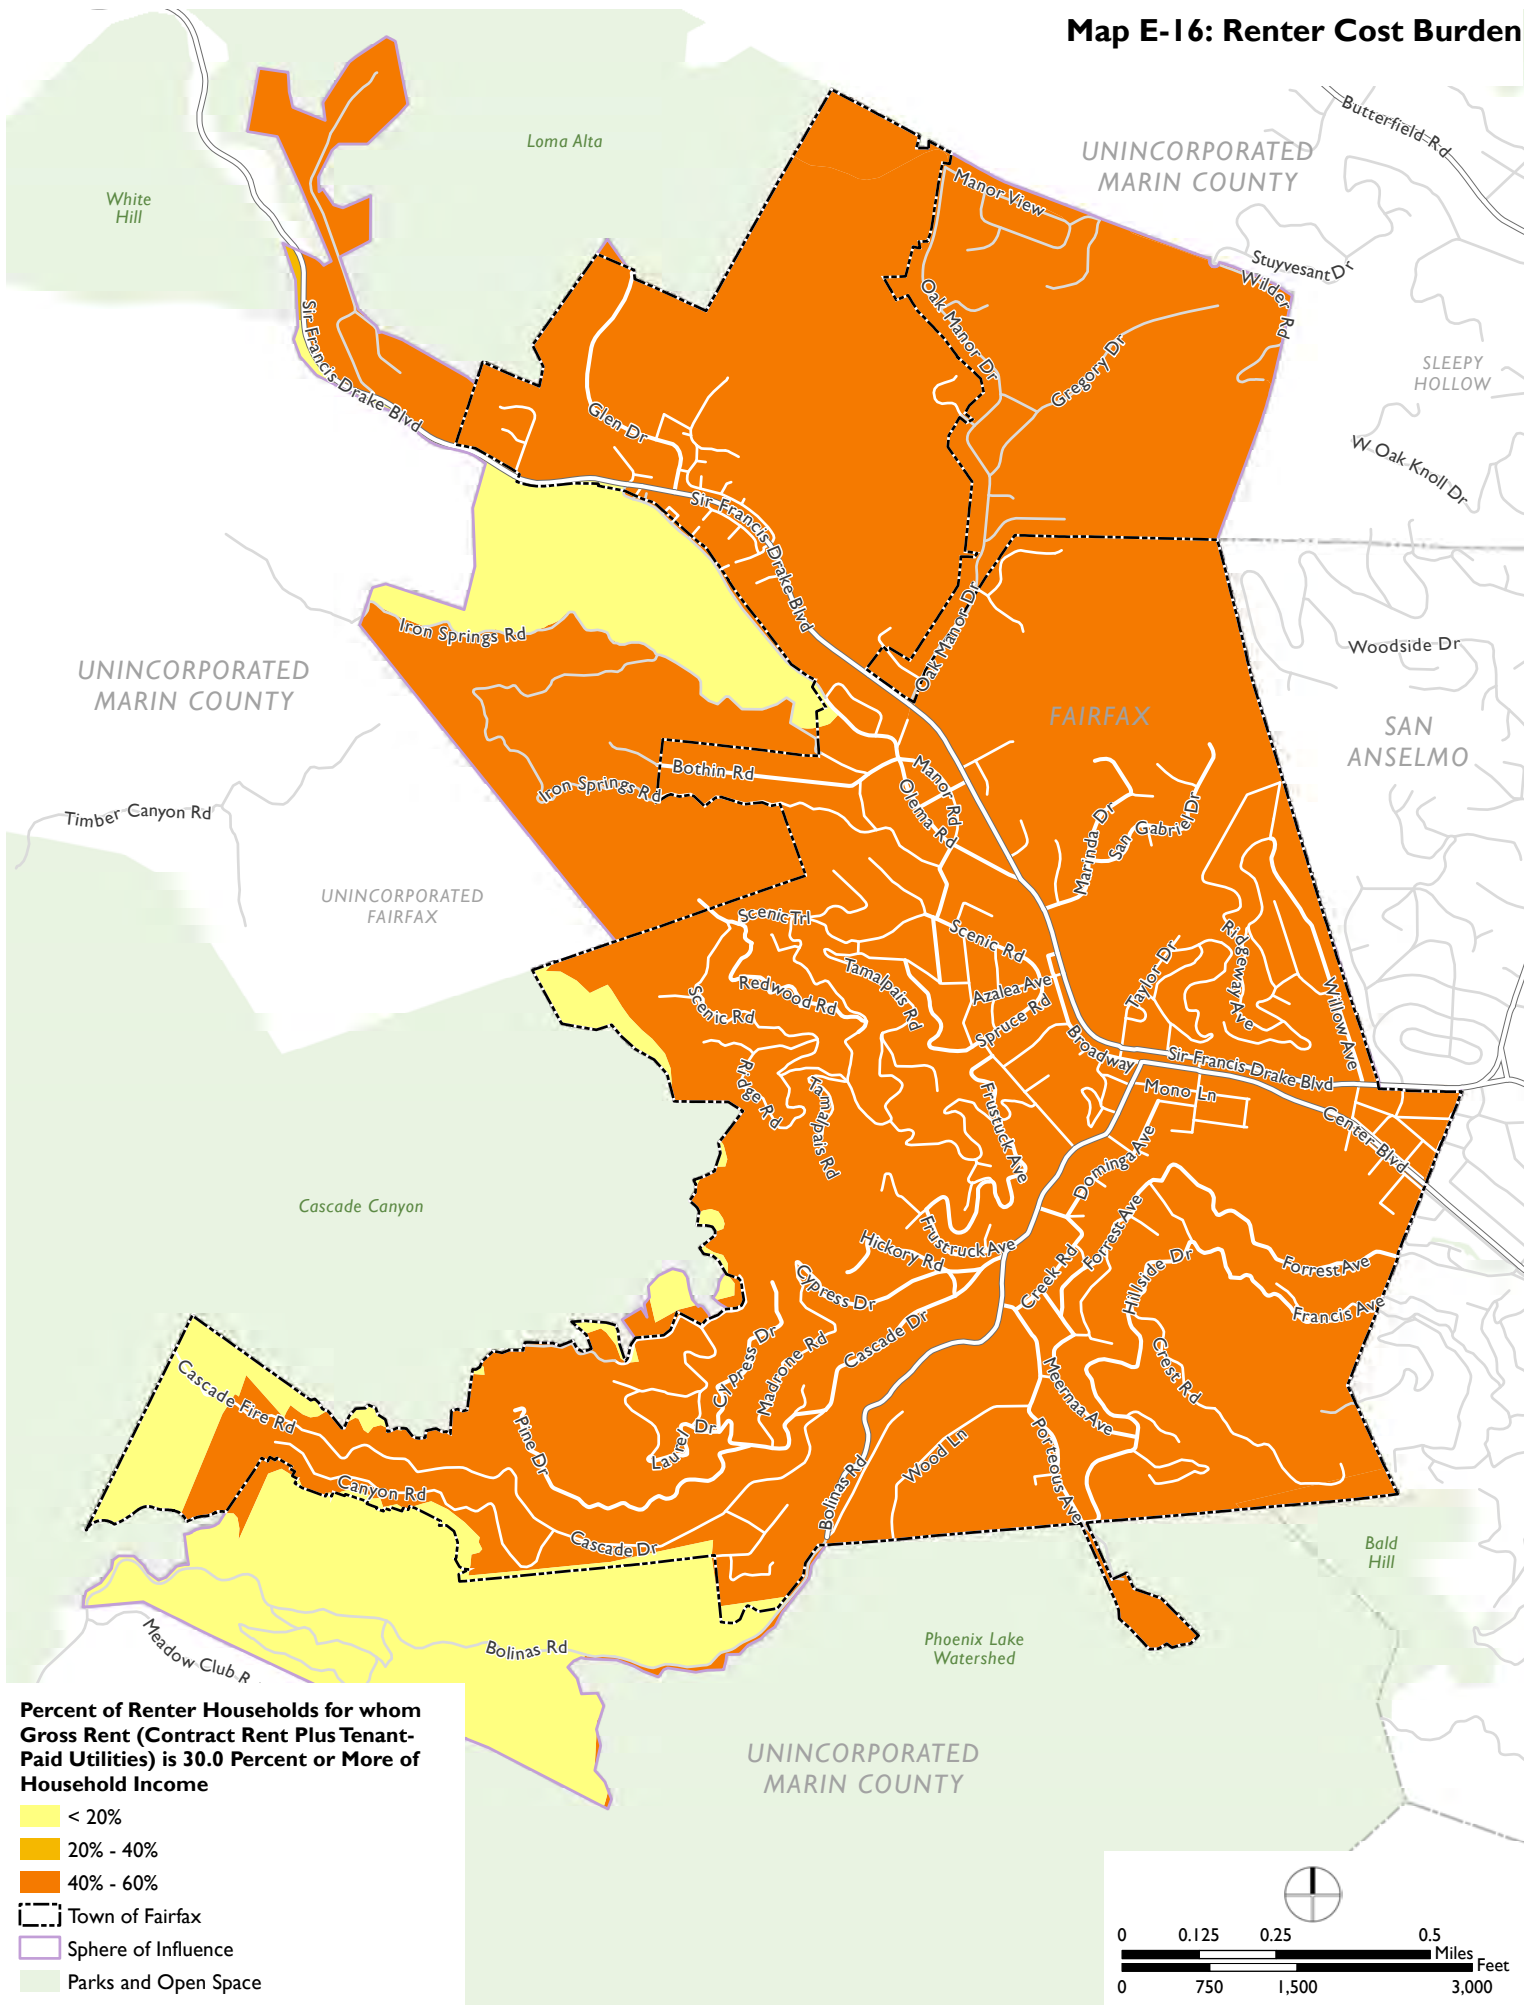 Map E-16: Renter Cost Burden
Butterfield Rd
Loma Alta
UNINCORPORATED
MARIN COUNTY
White
Hill
Manor View
Stuyvesant Dr
Wilder Rd
Oak Manor Dr
Sir Francis Drake Blvd
Gregory Dr
SLEEPY
HOLLOW
Glen Dr
W Oak Knoll Dr
Sir Francis Drake Blvd
Iron Springs Rd
Oak Manor Dr
Woodside Dr
UNINCORPORATED
MARIN COUNTY
FAIRFAX
SAN
ANSELMO
Bothin Rd
Manor Rd
Iron Springs Rd
Olema Rd
Timber Canyon Rd
Marinda Dr
San Gabriel Dr
UNINCORPORATED
FAIRFAX
Scenic Trl
Scenic Rd
Tamalpais Rd
Taylor Dr
Ridgeway Ave
Redwood Rd
Azalea Ave
Scenic Rd
Spruce Rd
Willow Ave
Broadway
Sir Francis Drake Blvd
Ridge Rd
Tamalpais Rd
Mono Ln
Frustuck Ave
Center Blvd
Dominga Ave
Cascade Canyon
Forrest Ave
Frustruck Ave
Hickory Rd
Creek Rd
Hillside Dr
Forrest Ave
Cypress Dr
Francis Ave
Cascade Dr
Cypress Dr
Madrone Rd
Crest Rd
Cascade Fire Rd
Meernaa Ave
Pine Dr
Laurel Dr
Porteous Ave
Wood Ln
Canyon Rd
Bolinas Rd
Cascade Dr
Bald
Hill
Meadow Club R
Bolinas Rd
Phoenix Lake
Watershed
UNINCORPORATED
MARIN COUNTY
Percent of Renter Households for whom
Gross Rent (Contract Rent Plus Tenant-
Paid Utilities) is 30.0 Percent or More of
Household Income
< 20%
20% - 40%
40% - 60%
Town of Fairfax
Sphere of Influence
Parks and Open Space
0 0.125 0.25 0.5
Miles
Feet
0 750 1,500 3,000